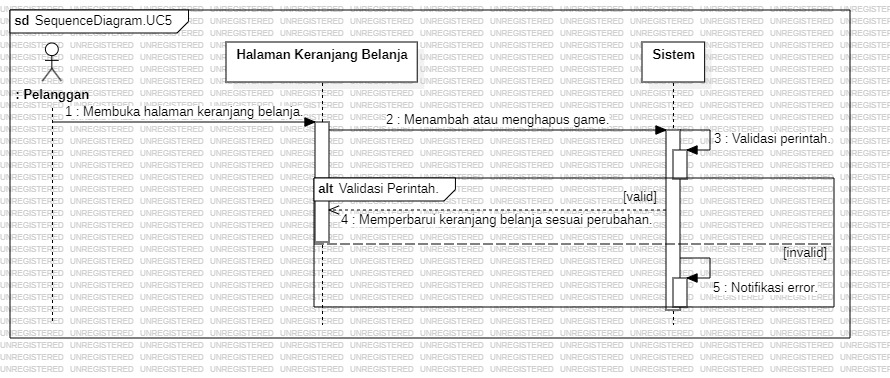 sd SequenceDiagram.UC5
Halaman Keranjang Belanja
Sistem
: Pelanggan
1 : Membuka halaman keranjang belanja.
2 : Menambah atau menghapus game.
3 : Validasi perintah.
alt Validasi Perintah.
[valid]
4 : Memperbarui keranjang belanja sesuai perubahan.
[invalid]
5 : Notifikasi error.
UNREGISTERED